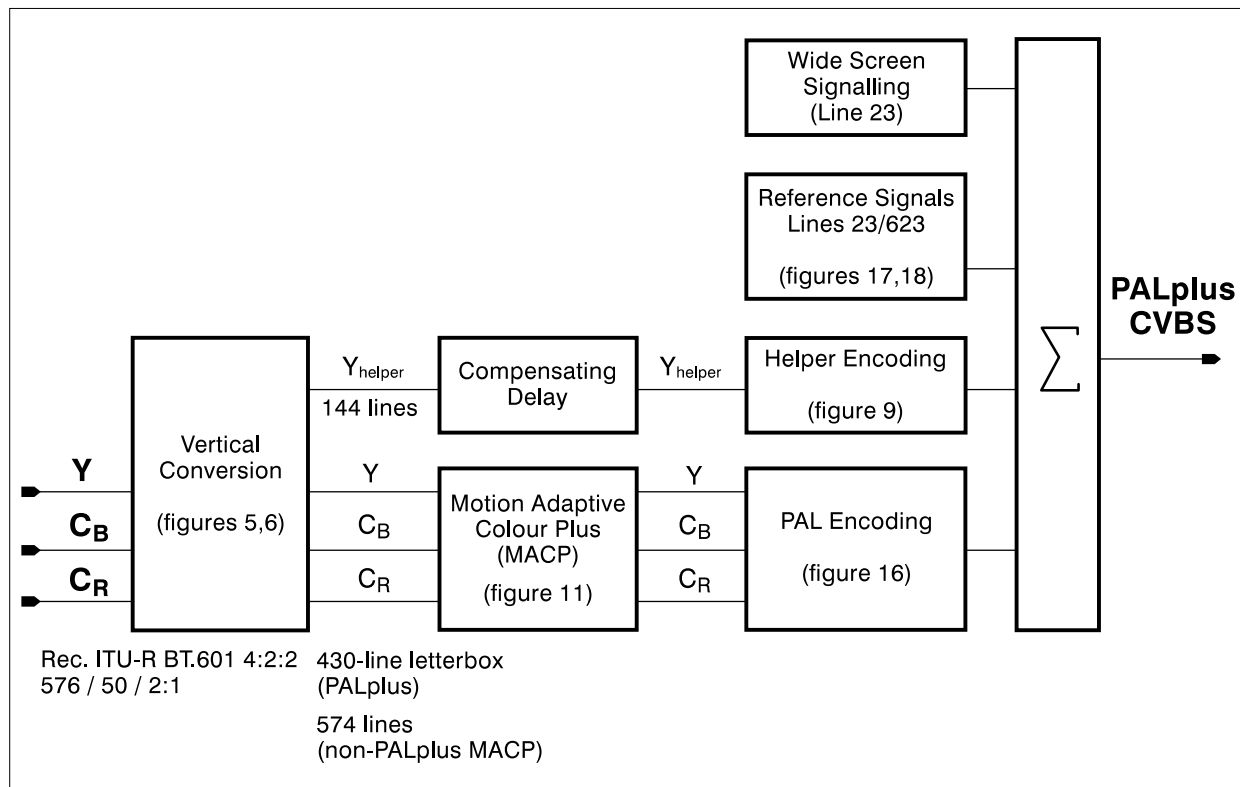 Wide Screen
Signalling
(Line 23)
Reference Signals
Lines 23/623
(figures 17,18)
PALplus
CVBS
∑
Y
C_B
C_R
Vertical
Conversion
(figures 5,6)
Y_helper
144 lines
Compensating
Delay
Y_helper
Helper Encoding
(figure 9)
Y
C_B
C_R
Motion Adaptive
Colour Plus
(MACP)
(figure 11)
Y
C_B
C_R
PAL Encoding
(figure 16)
Rec. ITU-R BT.601 4:2:2
576 / 50 / 2:1
430-line letterbox
(PALplus)
574 lines
(non-PALplus MACP)